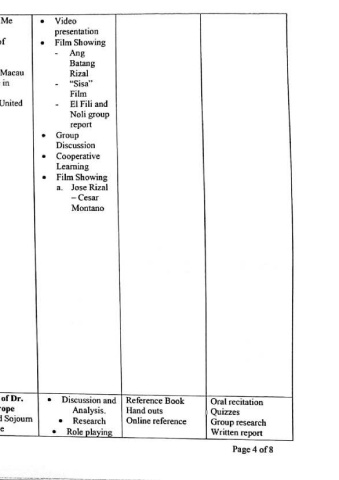 Me
of
Macau
in
United
• Video
presentation
• Film Showing
- Ang
Batang
Rizal
- "Sisa"
Film
- El Fili and
Noli group
report
• Group
Discussion
• Cooperative
Learning
• Film Showing
a. Jose Rizal
– Cesar
Montano
of Dr.
rope
d Sojourn
e
• Discussion and
Analysis.
• Research
• Role playing
Reference Book
Hand outs
Online reference
Oral recitation
Quizzes
Group research
Written report
Page 4 of 8